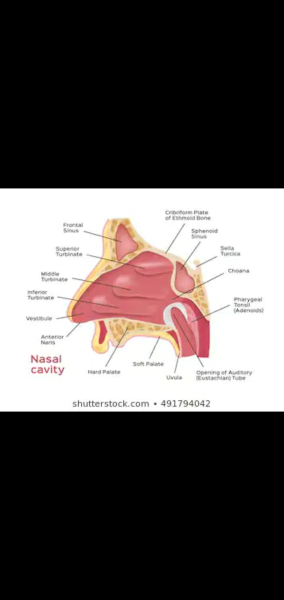 Cribriform Plate
of Ethmoid Bone
Frontal
Sinus
Sphenoid
Sinus
Superior
Turbinate
Sella
Turcica
Choana
Middle
Turbinate
Inferior
Turbinate
Pharygeal
Tonsil
(Adenoids)
Vestibule
Anterior
Naris
Nasal
cavity
Hard Palate
Soft Palate
Uvula
Opening of Auditory
(Eustachian) Tube
shutterstock.com • 491794042